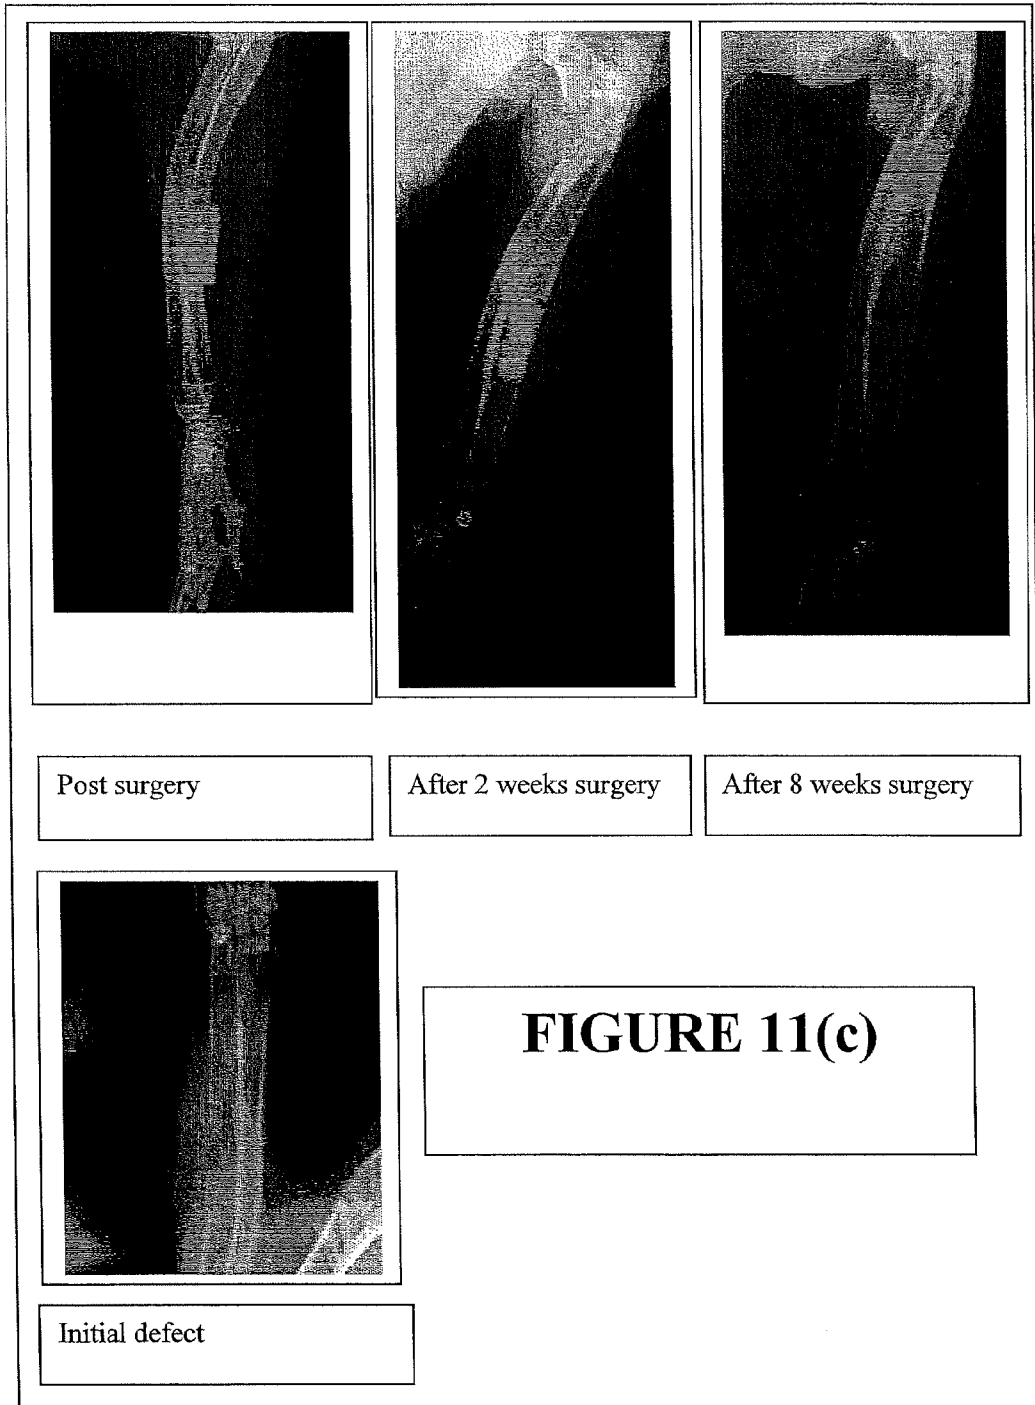 Post surgery
After 2 weeks surgery
After 8 weeks surgery
FIGURE 11(c)
Initial defect